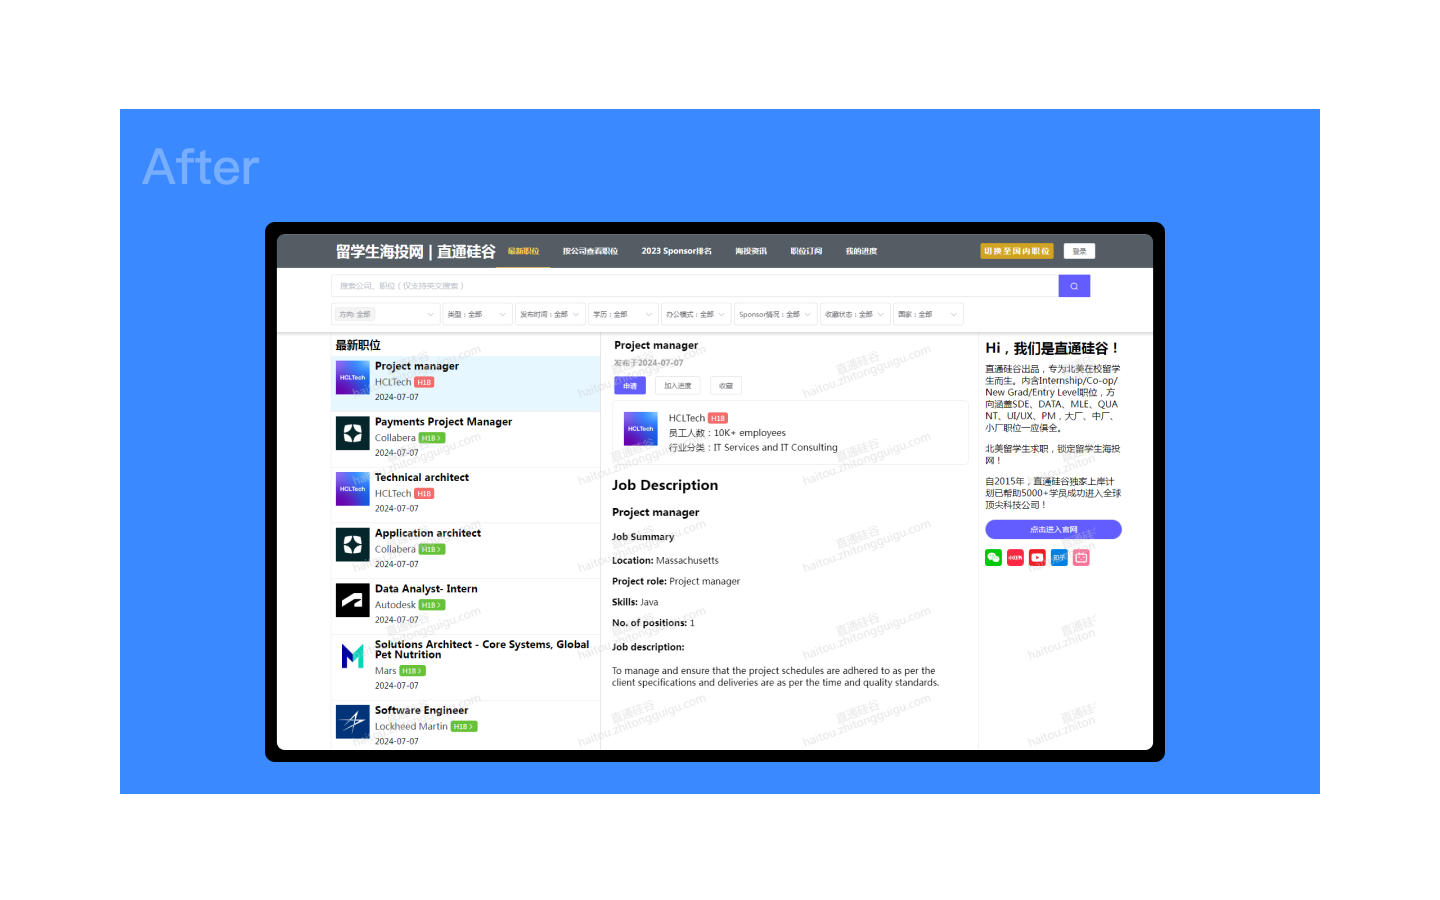 After
留学生海投网 | 直通硅谷
最新职位
按公司查看职位
2023 Sponsor排名
海投资讯
职位订阅
我的进度
切换至国内职位
登录
搜索公司、职位 ( 仅支持英文搜索 )
方向: 全部
类型：全部
发布时间：全部
学历：全部
办公模式：全部
Sponsor情况：全部
收藏状态：全部
国家：全部
最新职位
HCLTech
Project manager
HCLTech H1B
2024-07-07
Payments Project Manager
Collabera H1B >
2024-07-07
HCLTech
Technical architect
HCLTech H1B
2024-07-07
Application architect
Collabera H1B >
2024-07-07
Data Analyst- Intern
Autodesk H1B >
2024-07-07
Solutions Architect - Core Systems, Global
Pet Nutrition
Mars H1B >
2024-07-07
Software Engineer
Lockheed Martin H1B >
2024-07-07
Project manager
发布于2024-07-07
申请
加入进度
收藏
HCLTech
HCLTech H1B
员工人数：10K+ employees
行业分类：IT Services and IT Consulting
Job Description
Project manager
Job Summary
Location: Massachusetts
Project role: Project manager
Skills: Java
No. of positions: 1
Job description:
To manage and ensure that the project schedules are adhered to as per the
client specifications and deliveries are as per the time and quality standards.
Hi，我们是直通硅谷！
直通硅谷出品，专为北美在校留学
生而生。内含Internship/Co-op/
New Grad/Entry Level职位，方
向涵盖SDE、DATA、MLE、QUA
NT、UI/UX、PM，大厂、中厂、
小厂职位一应俱全。
北美留学生求职，锁定留学生海投
网！
自2015年，直通硅谷独家上岸计
划已帮助5000+学员成功进入全球
顶尖科技公司！
点击进入官网
小红书
知乎
直通硅谷
haitou.zhitongguigu.com